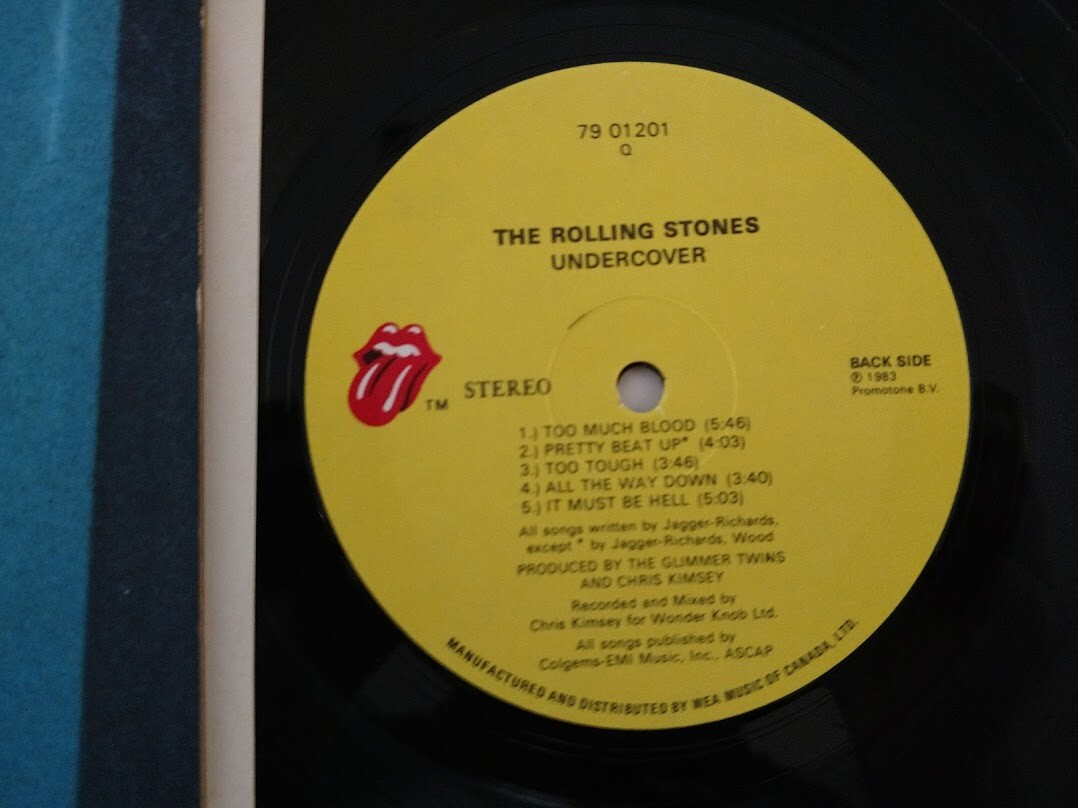 79 01201
Q
THE ROLLING STONES
UNDERCOVER
TM
STEREO
BACK SIDE
℗ 1983
Promotone B.V.
1.) TOO MUCH BLOOD (5:46)
2.) PRETTY BEAT UP* (4:03)
3.) TOO TOUGH (3:46)
4.) ALL THE WAY DOWN (3:40)
5.) IT MUST BE HELL (5:03)
All songs written by Jagger-Richards,
except * by Jagger-Richards, Wood
PRODUCED BY THE GLIMMER TWINS
AND CHRIS KIMSEY
Recorded and Mixed by
Chris Kimsey for Wonder Knob Ltd.
All songs published by
Colgems-EMI Music, Inc., ASCAP
MANUFACTURED AND DISTRIBUTED BY WEA MUSIC OF CANADA, LTD.